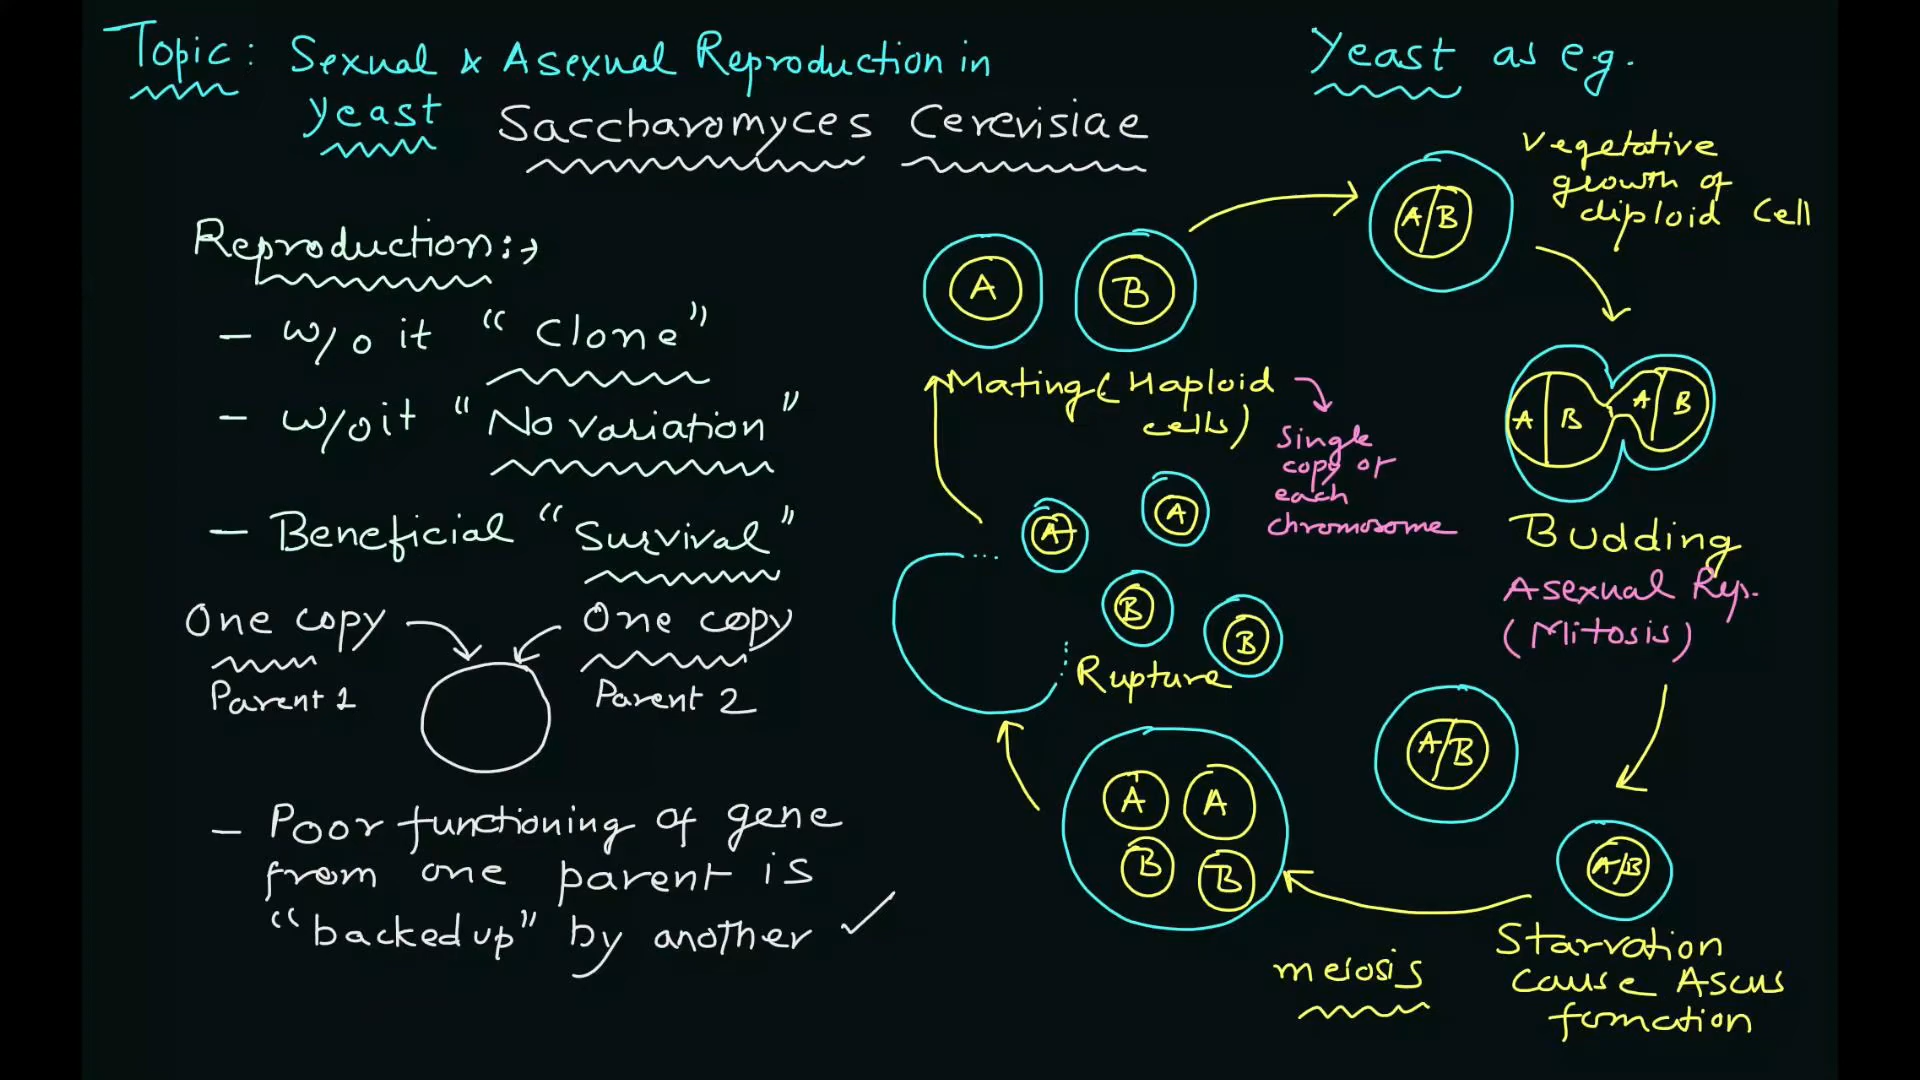 Topic: Sexual & Asexual Reproduction in
Yeast Saccharomyces Cerevisiae
Yeast as e.g.
Reproduction:→
- w/o it "Clone"
- w/o it "No variation"
- Beneficial "Survival"
One copy One copy
Parent 1 Parent 2
- Poor functioning of gene
from one parent is
"backed up" by another ✓
A B
Mating (Haploid
cells)
Single
copy of
each
chromosome
A/B
Vegetative
growth of
diploid Cell
A B A B
Budding
Asexual Rep.
(Mitosis)
A/B
A/B
Starvation
Cause Ascus
formation
meiosis
A A
B B
A A
B B
Rupture